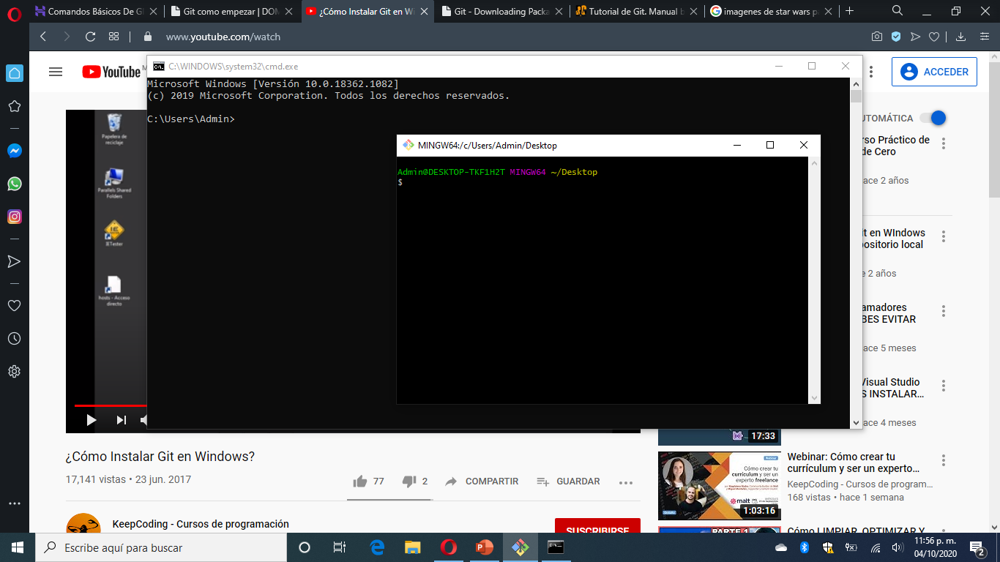 Comandos Básicos De G
Git como empezar | DOM
¿Cómo Instalar Git en Wi
Git - Downloading Packa
Tutorial de Git. Manual b
imagenes de star wars pa
www.youtube.com/watch
YouTube
ACCEDER
C:\WINDOWS\system32\cmd.exe
Microsoft Windows [Versión 10.0.18362.1082]
(c) 2019 Microsoft Corporation. Todos los derechos reservados.
C:\Users\Admin>
MINGW64:/c/Users/Admin/Desktop
Admin@DESKTOP-TKF1H2T MINGW64 ~/Desktop
$
Papelera de
reciclaje
Parallels Shared
Folders
IETester
hosts - Acceso
directo
UTOMÁTICA
rso Práctico de
de Cero
ace 2 años
it en WIndows
ositorio local
e 2 años
amadores
BES EVITAR
ace 5 meses
Visual Studio
S INSTALAR...
ace 4 meses
17:33
¿Cómo Instalar Git en Windows?
17,141 vistas • 23 jun. 2017
77
2
COMPARTIR
GUARDAR
KeepCoding - Cursos de programación
SUSCRIBIRSE
Webinar
Cómo crear tu
currículum y ser un
experto freelance
malt
1:03:16
Webinar: Cómo crear tu
currículum y ser un experto...
KeepCoding - Cursos de program...
168 vistas • hace 1 semana
PARTE 1
Cómo LIMPIAR, OPTIMIZAR Y
Escribe aquí para buscar
11:56 p. m.
04/10/2020
2